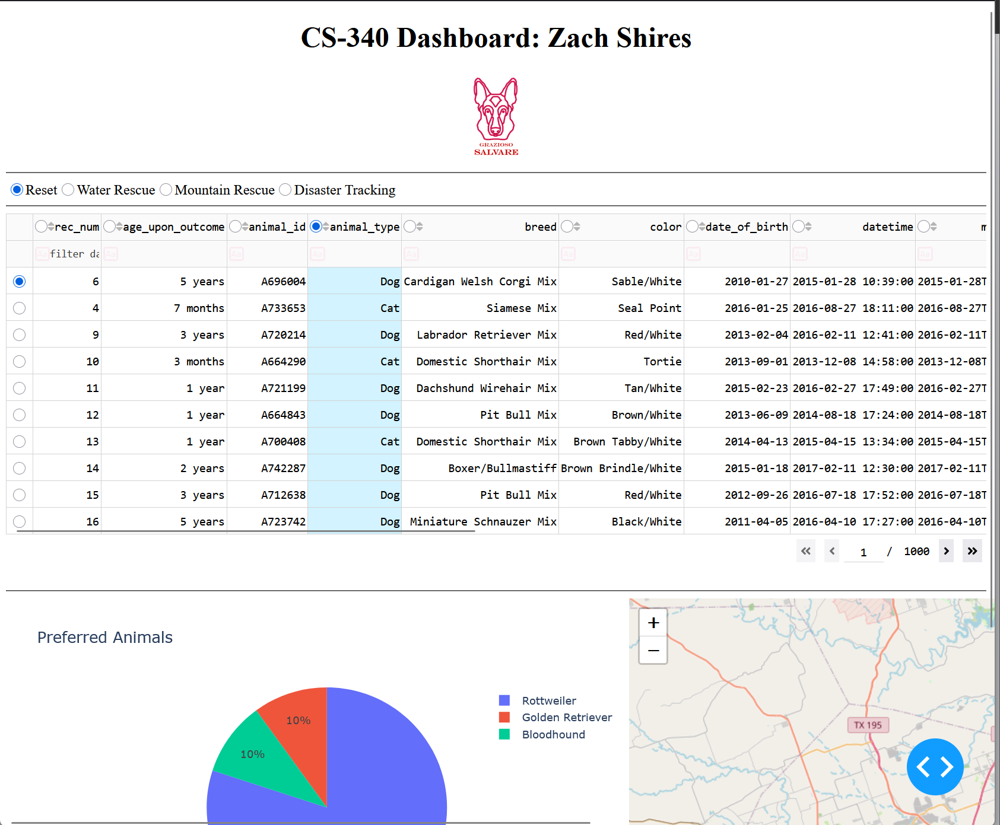 CS-340 Dashboard: Zach Shires
GRAZIOSO
SALVARE
Reset Water Rescue Mountain Rescue Disaster Tracking
rec_num age_upon_outcome animal_id animal_type breed color date_of_birth datetime m
Aa filter da Aa Aa Aa Aa Aa Aa Aa Aa
6 5 years A696004 Dog Cardigan Welsh Corgi Mix Sable/White 2010-01-27 2015-01-28 10:39:00 2015-01-28T
4 7 months A733653 Cat Siamese Mix Seal Point 2016-01-25 2016-08-27 18:11:00 2016-08-27T
9 3 years A720214 Dog Labrador Retriever Mix Red/White 2013-02-04 2016-02-11 12:41:00 2016-02-11T
10 3 months A664290 Cat Domestic Shorthair Mix Tortie 2013-09-01 2013-12-08 14:58:00 2013-12-08T
11 1 year A721199 Dog Dachshund Wirehair Mix Tan/White 2015-02-23 2016-02-27 17:49:00 2016-02-27T
12 1 year A664843 Dog Pit Bull Mix Brown/White 2013-06-09 2014-08-18 17:24:00 2014-08-18T
13 1 year A700408 Cat Domestic Shorthair Mix Brown Tabby/White 2014-04-13 2015-04-15 13:34:00 2015-04-15T
14 2 years A742287 Dog Boxer/Bullmastiff Brown Brindle/White 2015-01-18 2017-02-11 12:30:00 2017-02-11T
15 3 years A712638 Dog Pit Bull Mix Red/White 2012-09-26 2016-07-18 17:52:00 2016-07-18T
16 5 years A723742 Dog Miniature Schnauzer Mix Black/White 2011-04-05 2016-04-10 17:27:00 2016-04-10T
« ‹ 1 / 1000 › »
Preferred Animals
10%
10%
Rottweiler
Golden Retriever
Bloodhound
+
−
TX 195